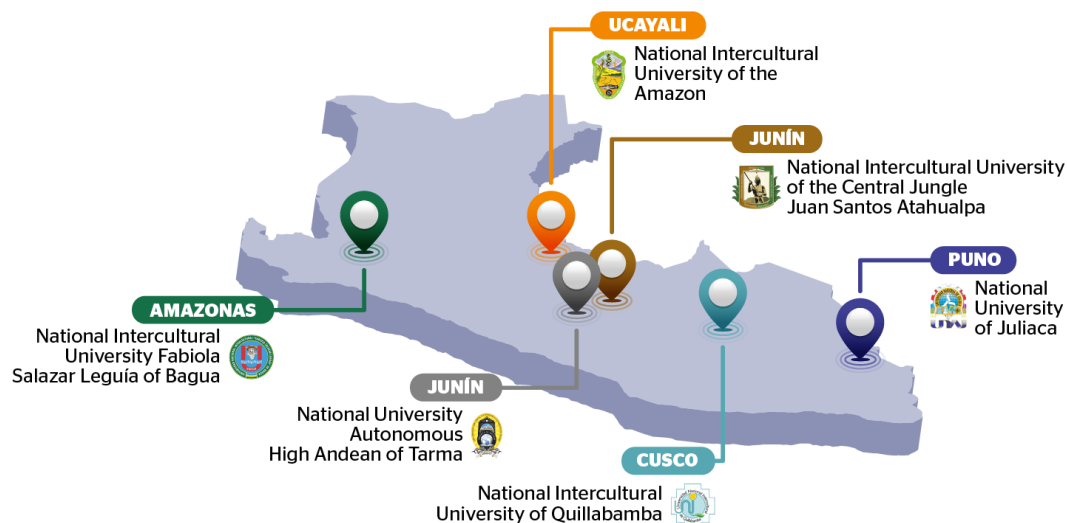 UCAYALI
National Intercultural
University of the
Amazon
JUNÍN
National Intercultural University
of the Central Jungle
Juan Santos Atahualpa
PUNO
National
University
of Juliaca
AMAZONAS
National Intercultural
University Fabiola
Salazar Leguía of Bagua
JUNÍN
National University
Autonomous
High Andean of Tarma
CUSCO
National Intercultural
University of Quillabamba